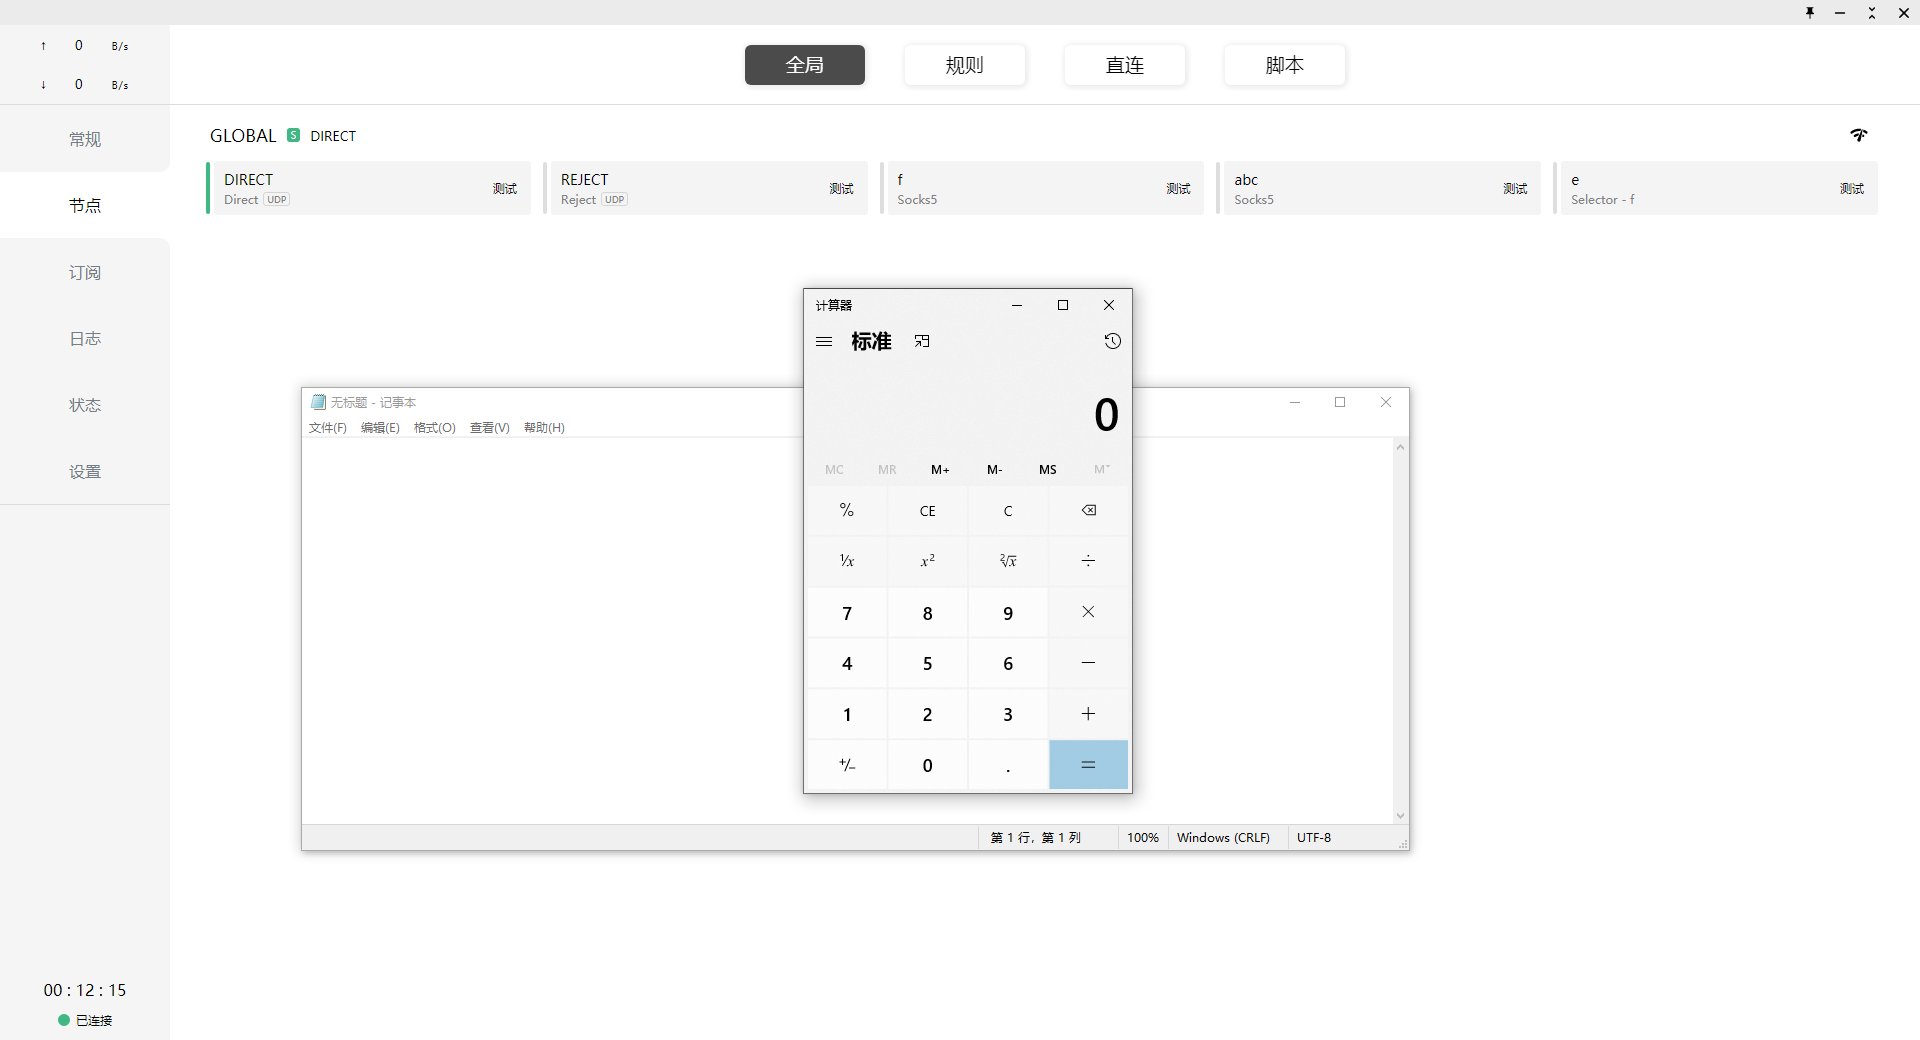 ↑ 0 B/s
↓ 0 B/s
全局 规则 直连 脚本
常规
节点
订阅
日志
状态
设置
00 : 12 : 15
已连接
GLOBAL S DIRECT
DIRECT
Direct UDP
测试
REJECT
Reject UDP
测试
f
Socks5
测试
abc
Socks5
测试
e
Selector - f
测试
计算器
标准
0
MC MR M+ M- MS M˅
% CE C
¹/x x² ²√x ÷
7 8 9 ×
4 5 6 −
1 2 3 +
+/− 0 . =
无标题 - 记事本
文件(F) 编辑(E) 格式(O) 查看(V) 帮助(H)
第 1 行，第 1 列 100% Windows (CRLF) UTF-8